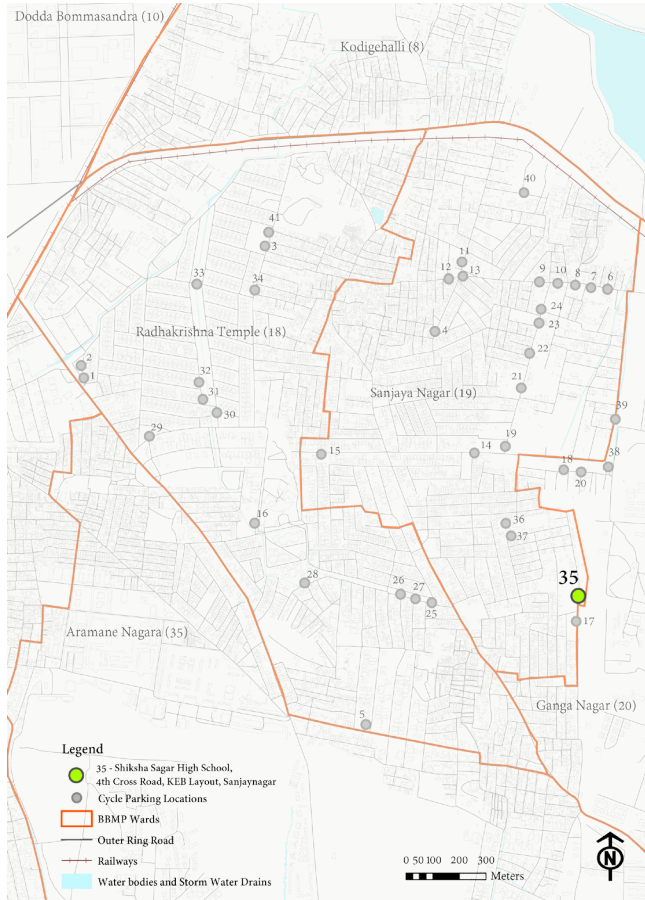 Dodda Bommasandra (10)
Kodigehalli (8)
40
41
3
11
12
13
33
34
9
10
8
7
6
24
23
Radhakrishna Temple (18)
4
22
2
1
32
21
Sanjaya Nagar (19)
31
30
39
29
15
14
19
18
38
20
16
36
37
35
28
26
27
25
17
Aramane Nagara (35)
Ganga Nagar (20)
5
Legend
35 - Shiksha Sagar High School,
4th Cross Road, KEB Layout, Sanjaynagar
Cycle Parking Locations
BBMP Wards
Outer Ring Road
Railways
Water bodies and Storm Water Drains
N
0 50 100 200 300
Meters